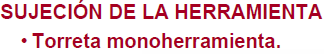 SUJECIÓN DE LA HERRAMIENTA
• Torreta monoherramienta.